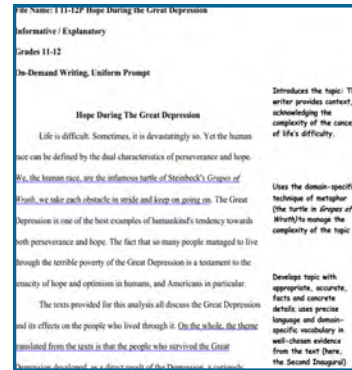 File Name: I 11-12P Hope During the Great Depression
Informative / Explanatory
Grades 11-12
On-Demand Writing, Uniform Prompt
Hope During The Great Depression
Life is difficult. Sometimes, it is devastatingly so. Yet the human
race can be defined by the dual characteristics of perseverance and hope.
We, the human race, are the infamous turtle of Steinbeck's Grapes of
Wrath, we take each obstacle in stride and keep on going on. The Great
Depression is one of the best examples of humankind's tendency towards
both perseverance and hope. The fact that so many people managed to live
through the terrible poverty of the Great Depression is a testament to the
tenacity of hope and optimism in humans, and Americans in particular.
The texts provided for this analysis all discuss the Great Depression
and its effects on the people who lived through it. On the whole, the theme
translated from the texts is that the people who survived the Great
Depression developed, as a direct result of the Depression, a curiously
Introduces the topic: T
writer provides context,
acknowledging the
complexity of the conce
of life's difficulty.
Uses the domain-specifi
technique of metaphor
(the turtle in Grapes of
Wrath) to manage the
complexity of the topic
Develops topic with
appropriate, accurate,
facts and concrete
details; uses precise
language and domain-
specific vocabulary in
well-chosen evidence
from the text (here,
the Second Inaugural)